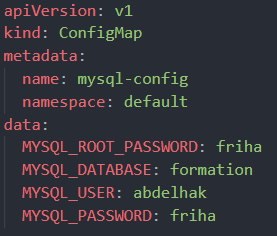 apiVersion: v1
kind: ConfigMap
metadata:
  name: mysql-config
  namespace: default
data:
  MYSQL_ROOT_PASSWORD: friha
  MYSQL_DATABASE: formation
  MYSQL_USER: abdelhak
  MYSQL_PASSWORD: friha